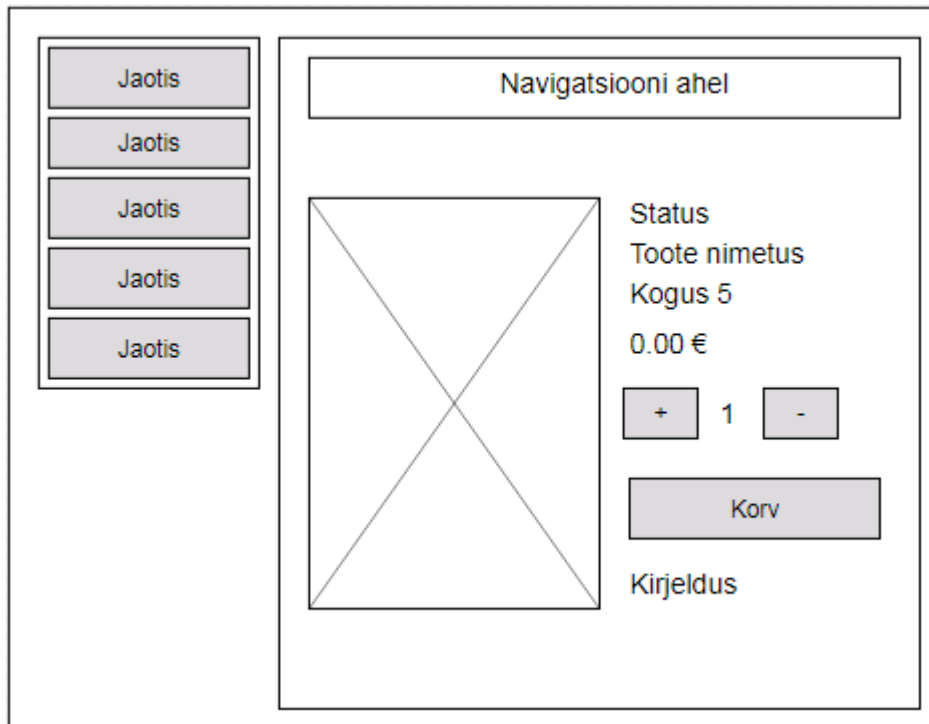 Jaotis
Jaotis
Jaotis
Jaotis
Jaotis
Navigatsiooni ahel
Status
Toote nimetus
Kogus 5
0.00 €
+ 1 -
Korv
Kirjeldus